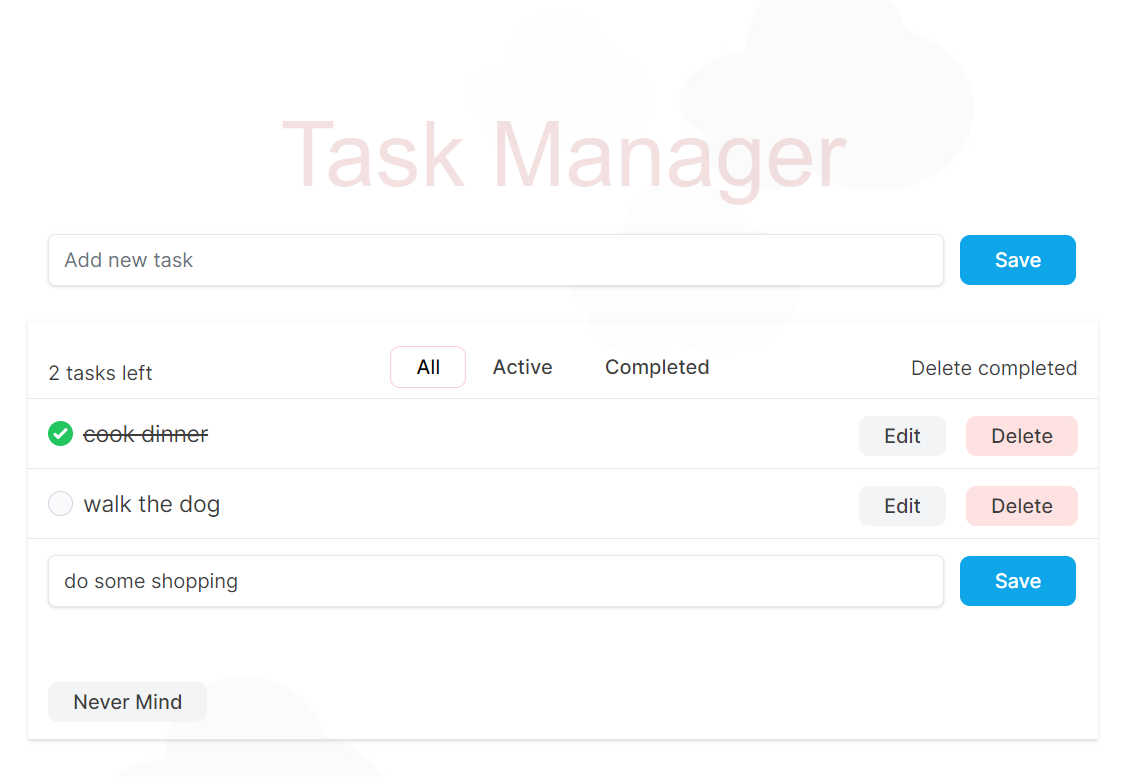 Task Manager
Add new task Save
2 tasks left All Active Completed Delete completed
cook dinner Edit Delete
walk the dog Edit Delete
do some shopping Save
Never Mind